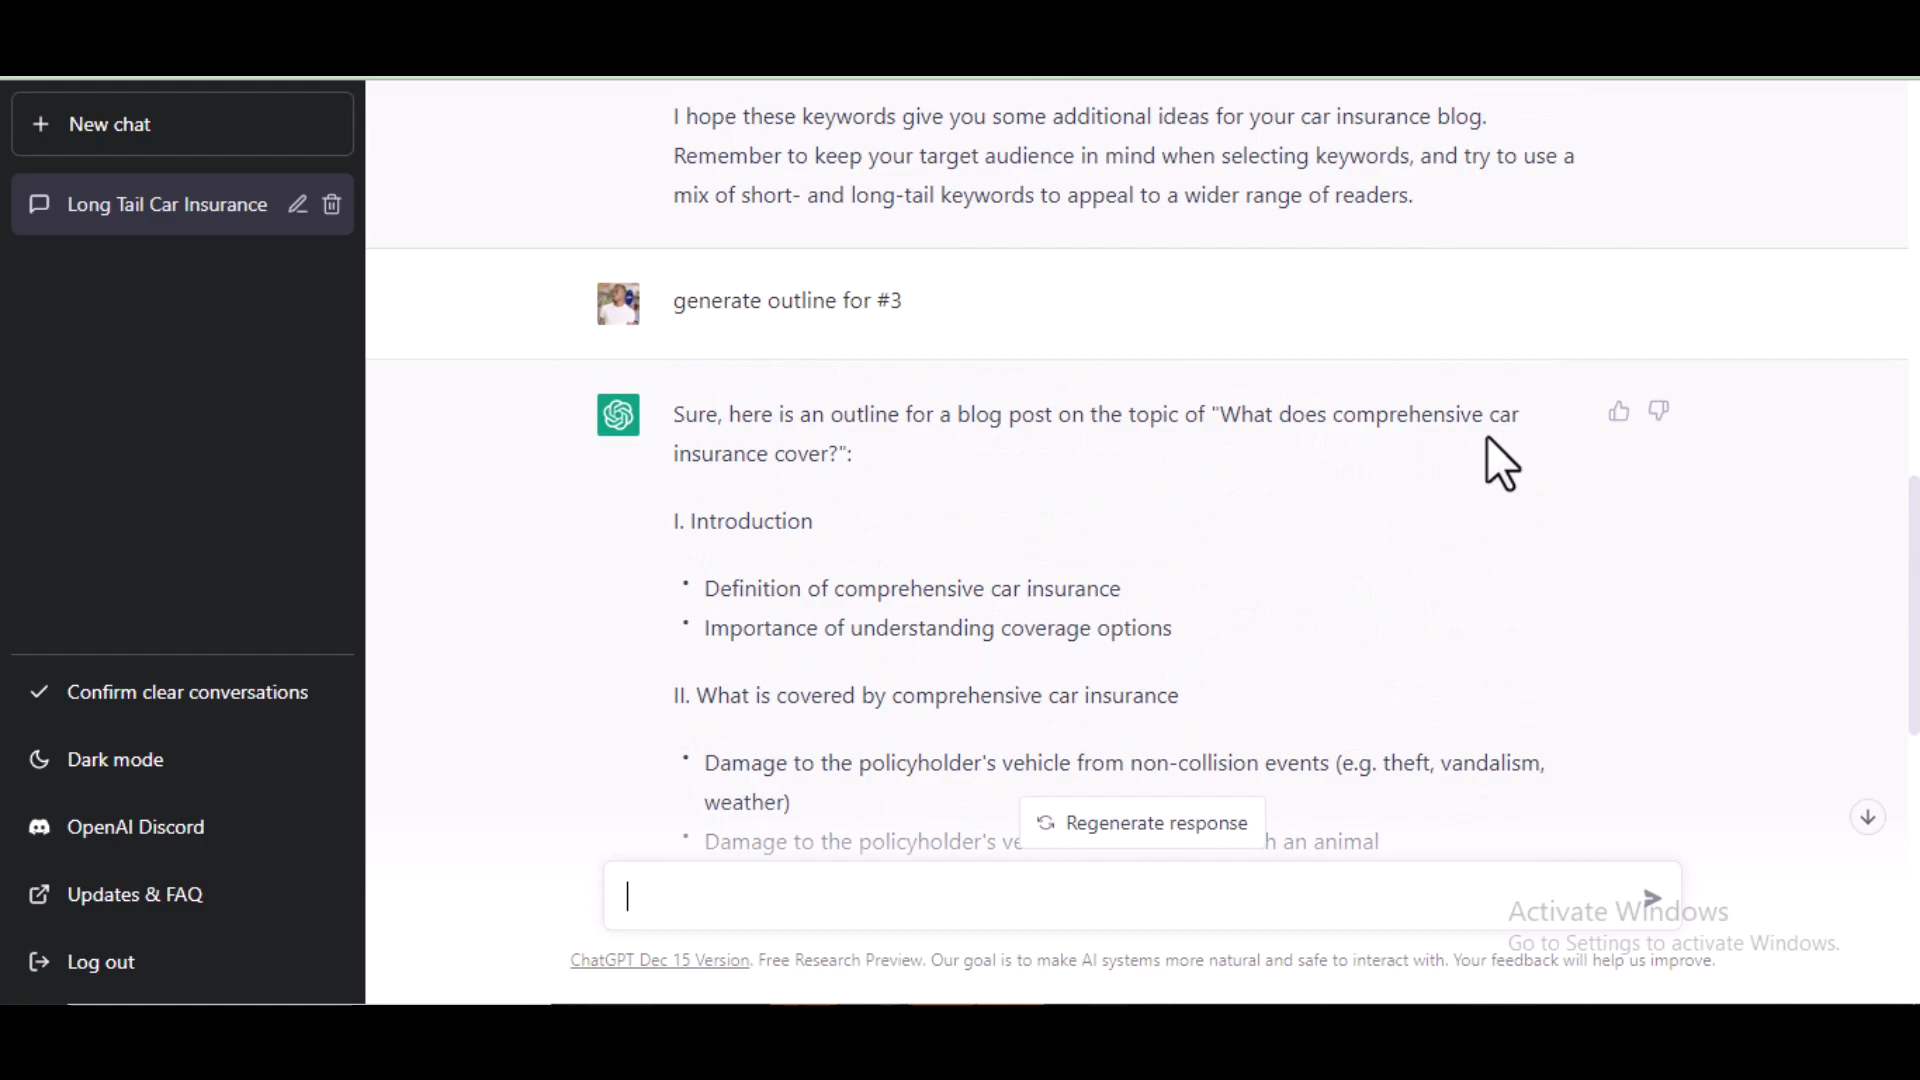 New chat
Long Tail Car Insurance
Confirm clear conversations
Dark mode
OpenAI Discord
Updates & FAQ
Log out
I hope these keywords give you some additional ideas for your car insurance blog.
Remember to keep your target audience in mind when selecting keywords, and try to use a
mix of short- and long-tail keywords to appeal to a wider range of readers.
generate outline for #3
Sure, here is an outline for a blog post on the topic of "What does comprehensive car
insurance cover?":
I. Introduction
• Definition of comprehensive car insurance
• Importance of understanding coverage options
II. What is covered by comprehensive car insurance
• Damage to the policyholder's vehicle from non-collision events (e.g. theft, vandalism,
weather)
• Damage to the policyholder's an animal
Regenerate response
Activate Windows
Go to Settings to activate Windows.
ChatGPT Dec 15 Version. Free Research Preview. Our goal is to make AI systems more natural and safe to interact with. Your feedback will help us improve.